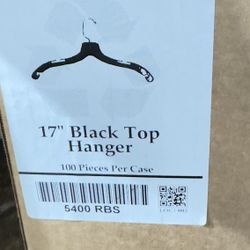 17" Black Top
Hanger
100 Pieces Per Case
5400 RBS